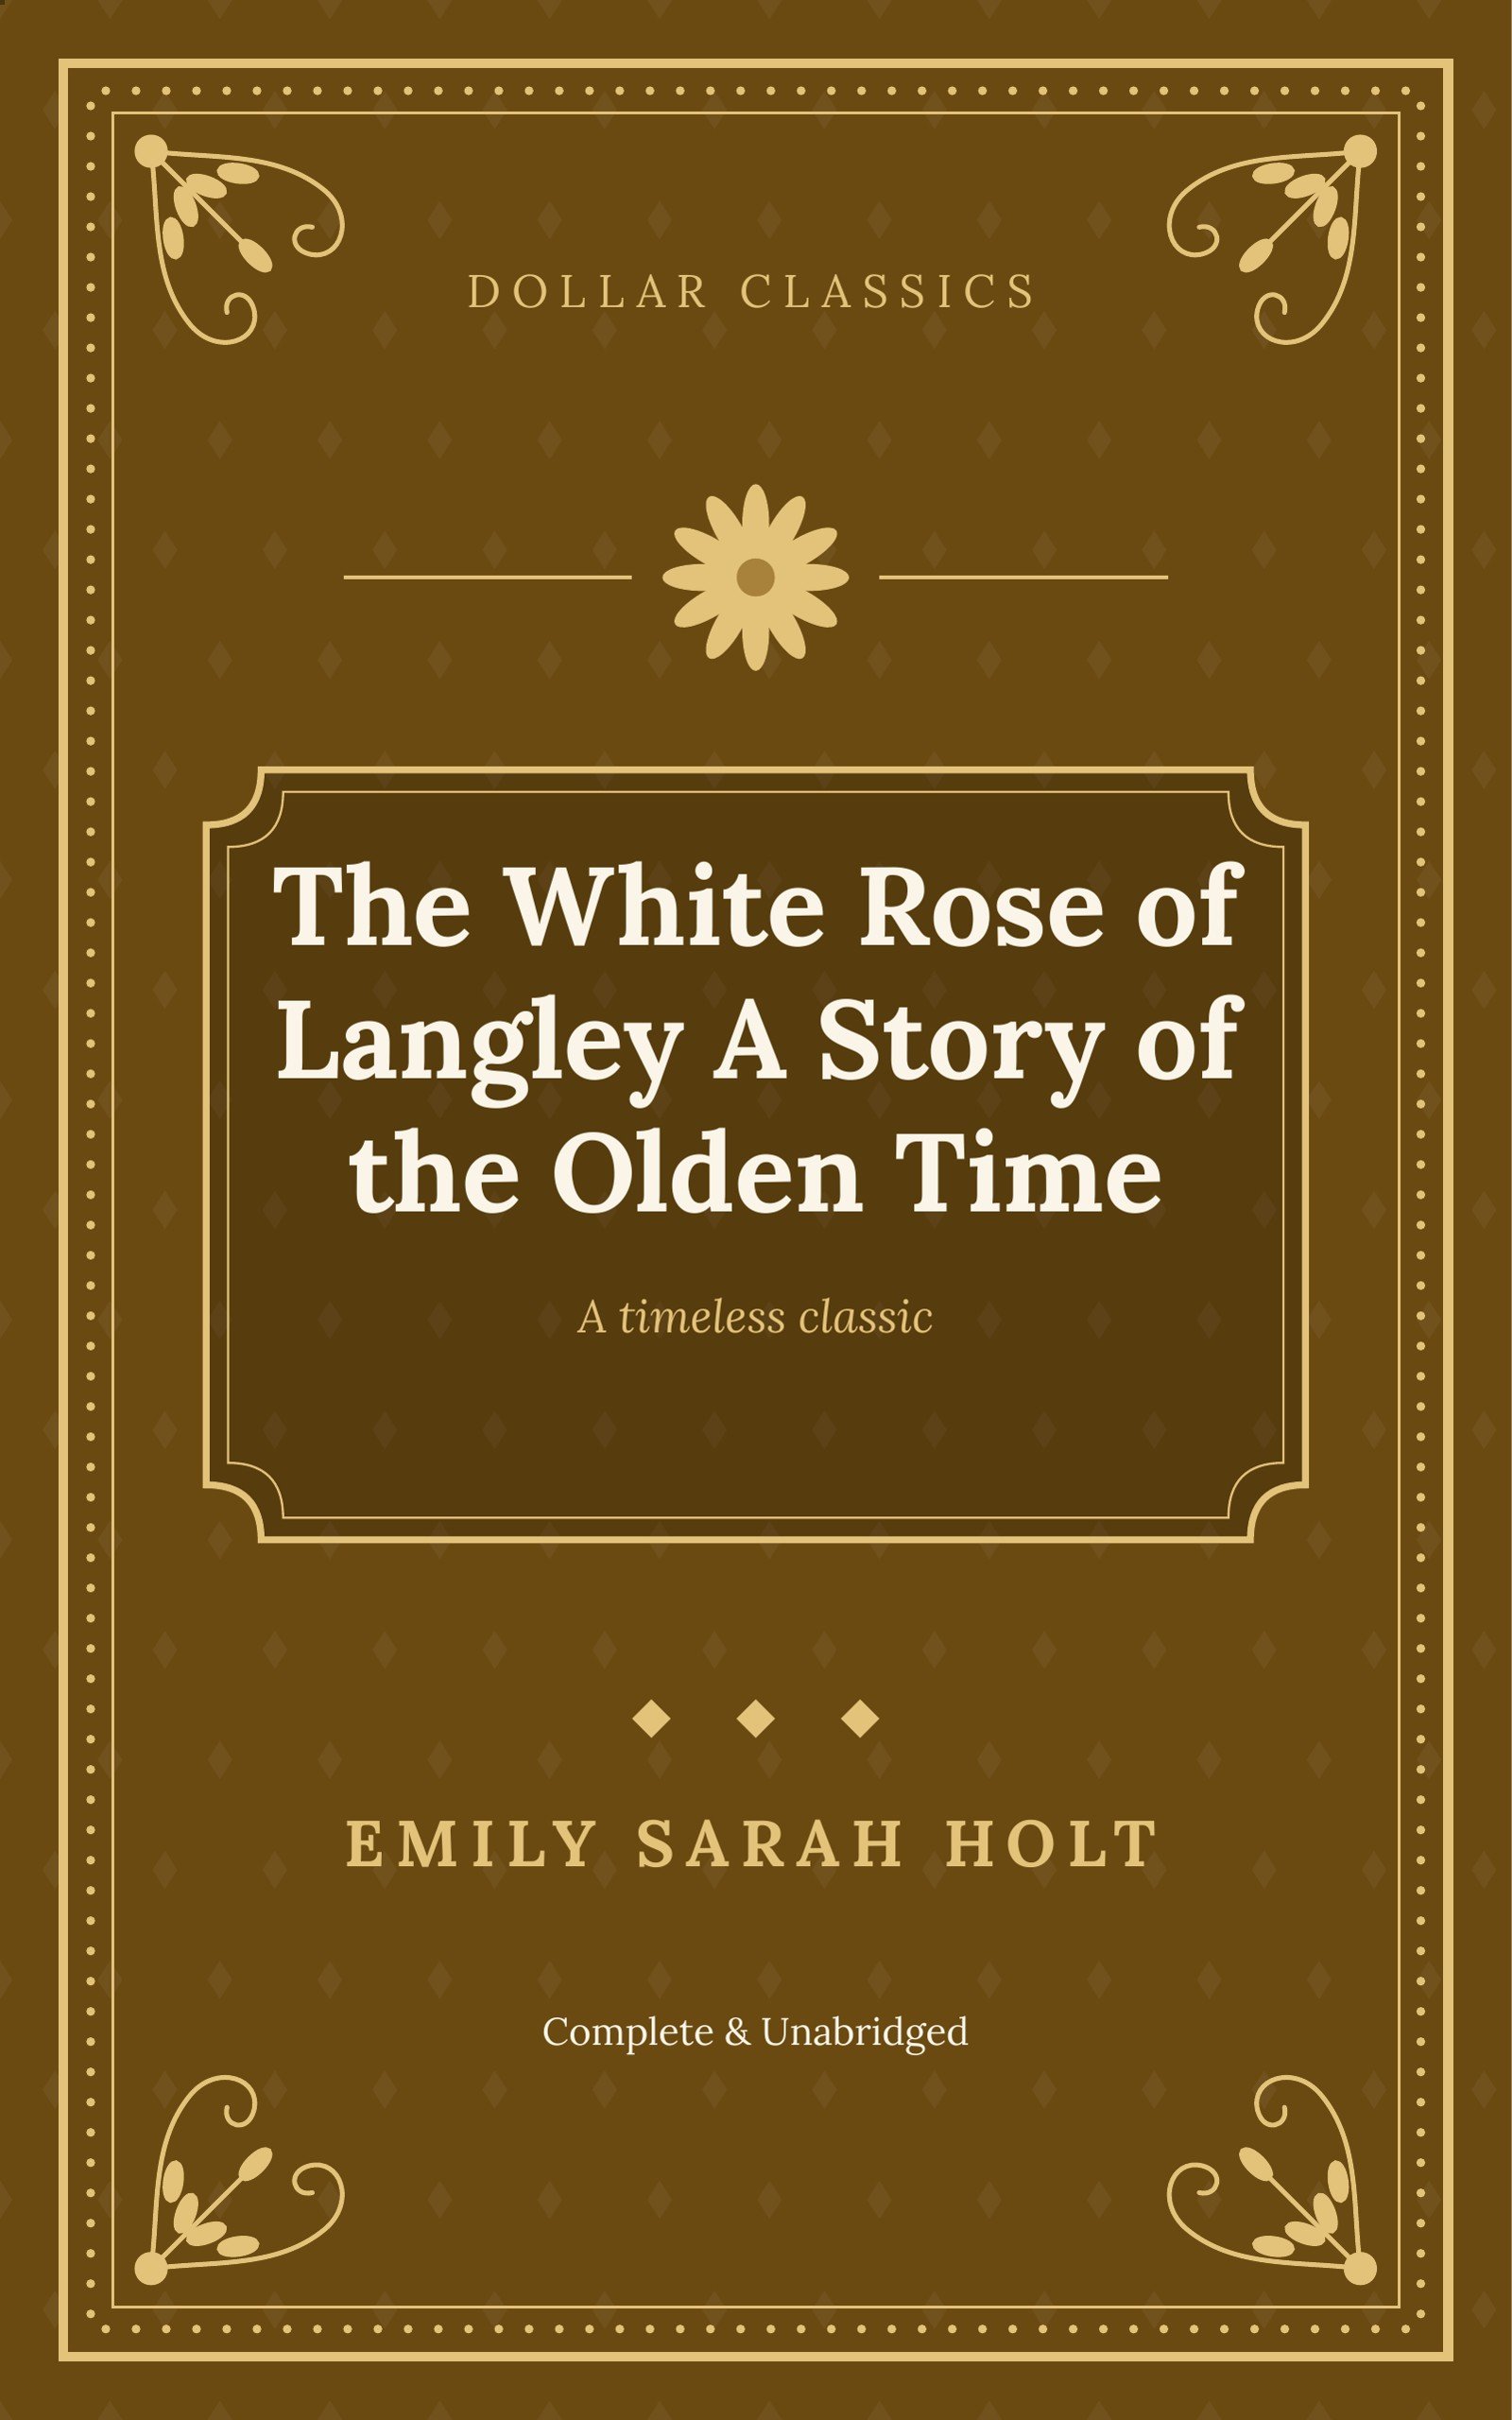 DOLLAR CLASSICS
The White Rose of
Langley A Story of
the Olden Time
A timeless classic
EMILY SARAH HOLT
Complete & Unabridged